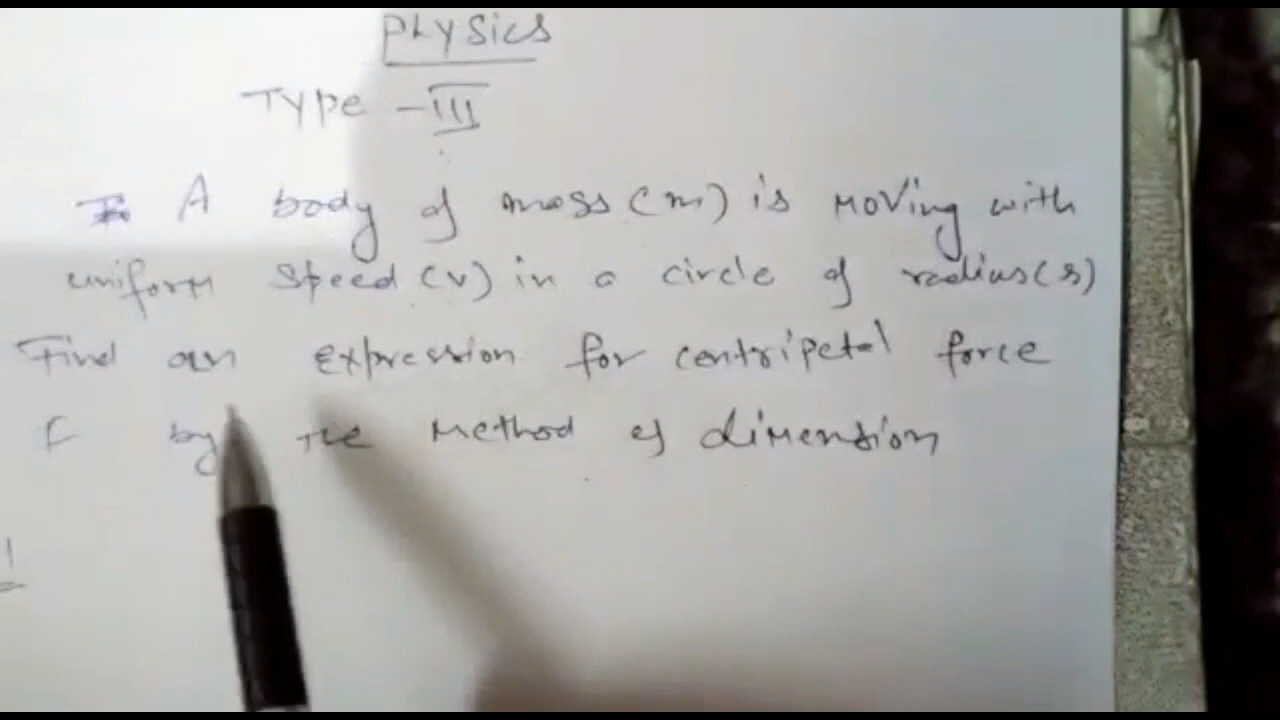 Physics
Type - III
A body of mass (m) is moving with
uniform speed (v) in a circle of radius (r)
Find an expression for centripetal force
F by the method of dimension